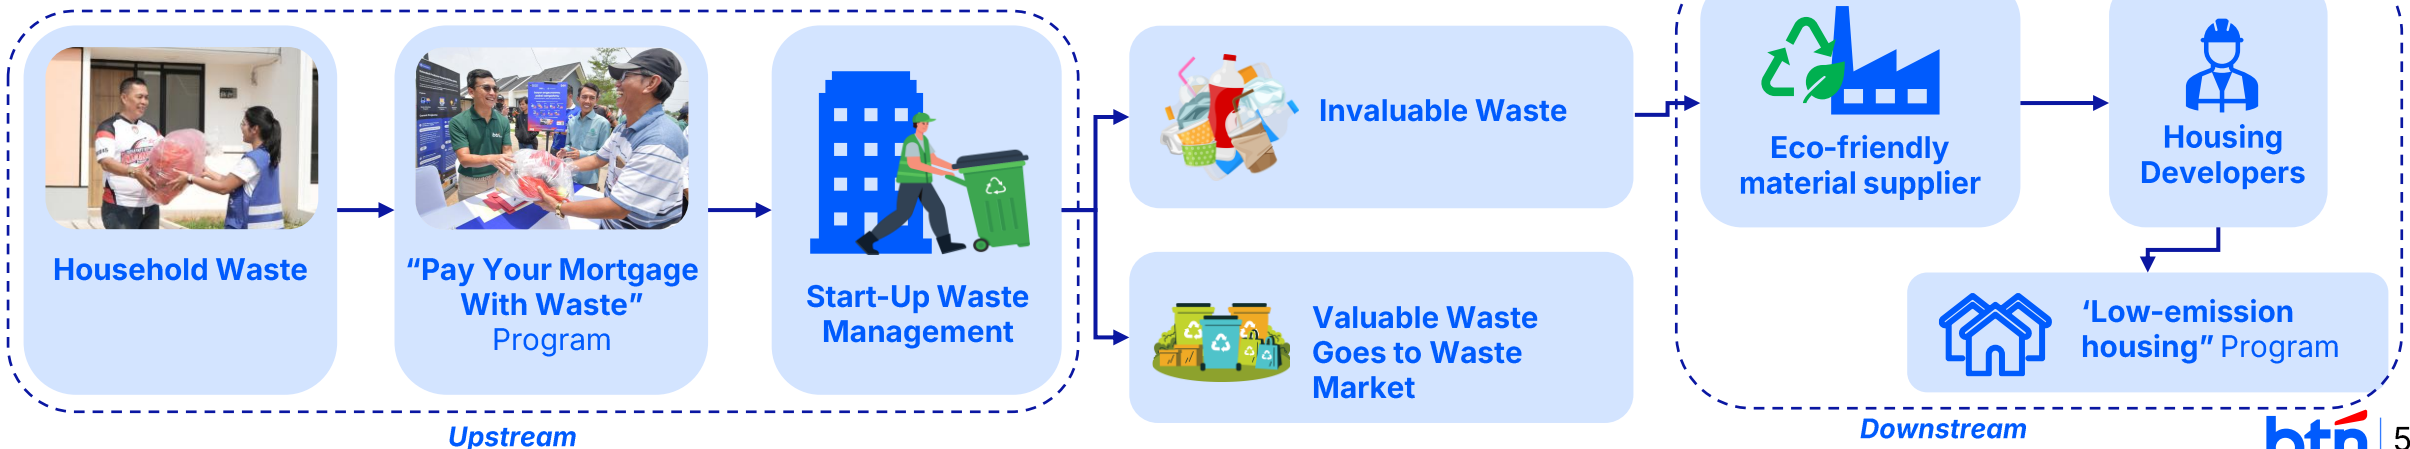 Household Waste
“Pay Your Mortgage
With Waste”
Program
Start-Up Waste
Management
Upstream
Invaluable Waste
Valuable Waste
Goes to Waste
Market
Eco-friendly
material supplier
Housing
Developers
‘Low-emission
housing” Program
Downstream
btn
5